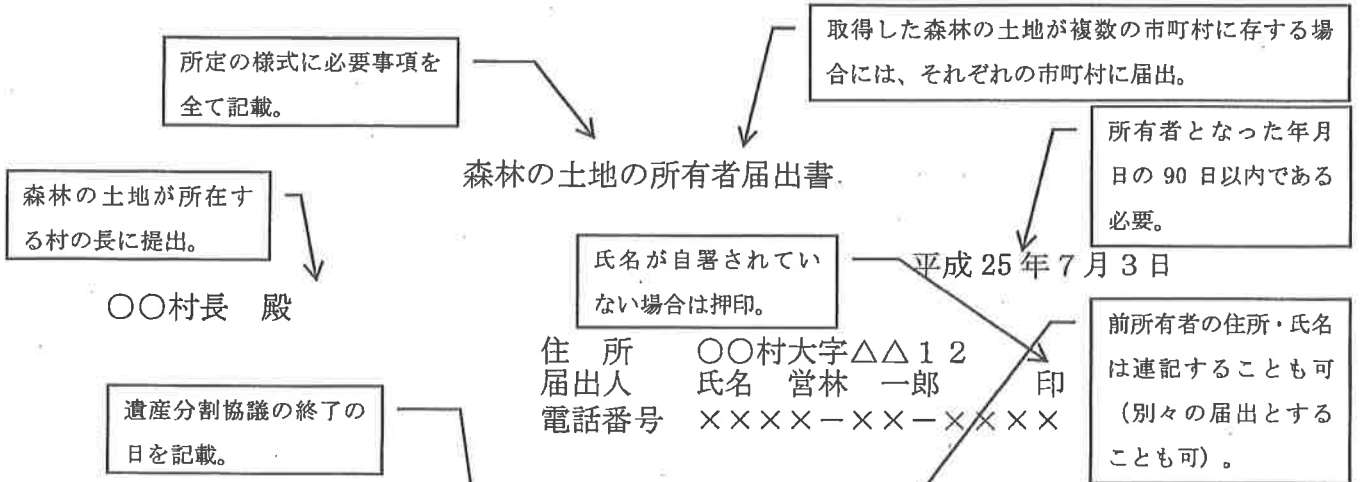 取得した森林の土地が複数の市町村に存する場
合には、それぞれの市町村に届出。
所定の様式に必要事項を
全て記載。
所有者となった年月
日の 90 日以内である
必要。
森林の土地の所有者届出書
森林の土地が所在す
る村の長に提出。
氏名が自署されてい
ない場合は押印。
平成 25 年 7 月 3 日
〇〇村長 殿
前所有者の住所・氏名
は連記することも可
(別々の届出とする
ことも可)。
住 所 〇〇村大字△△12
届出人 氏名 営林 一郎 印
電話番号 ××××－××－××××
遺産分割協議の終了の
日を記載。